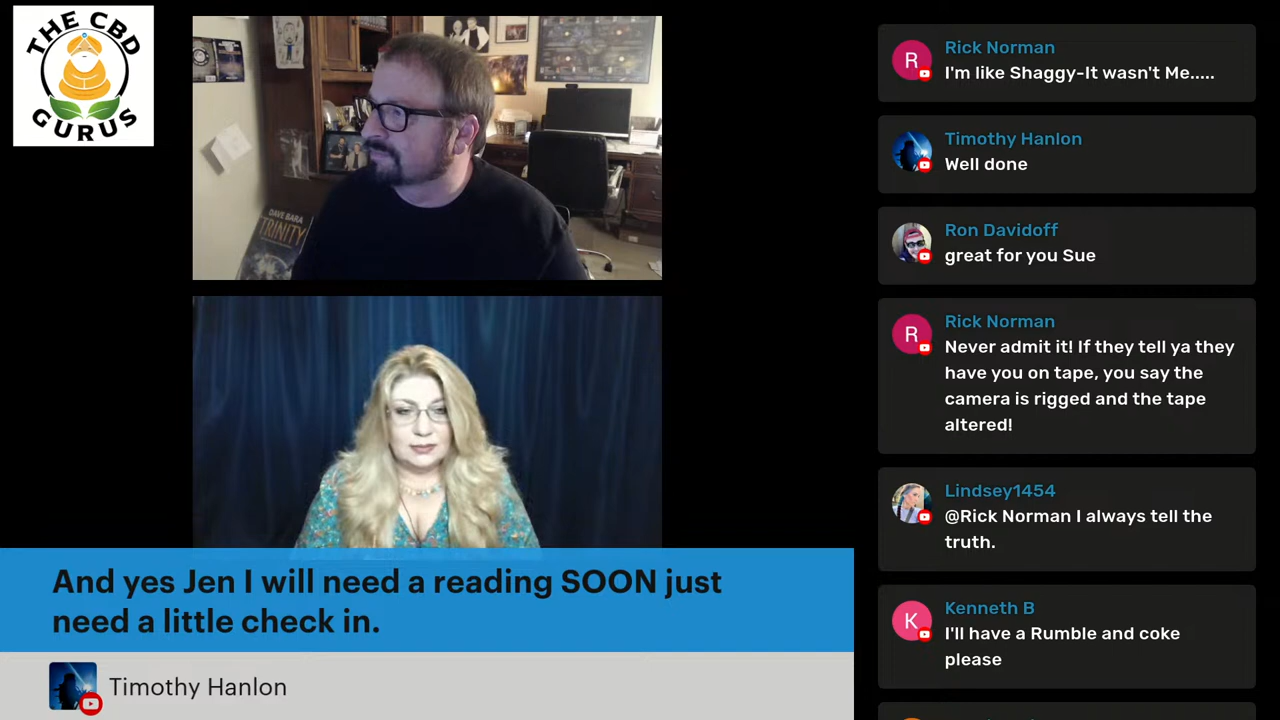 THE CBD
GURUS
DAVE BARA
TRINITY
And yes Jen I will need a reading SOON just
need a little check in.
Timothy Hanlon
R
Rick Norman
I'm like Shaggy-It wasn't Me.....
Timothy Hanlon
Well done
Ron Davidoff
great for you Sue
R
Rick Norman
Never admit it! If they tell ya they
have you on tape, you say the
camera is rigged and the tape
altered!
Lindsey1454
@Rick Norman I always tell the
truth.
K
Kenneth B
I'll have a Rumble and coke
please